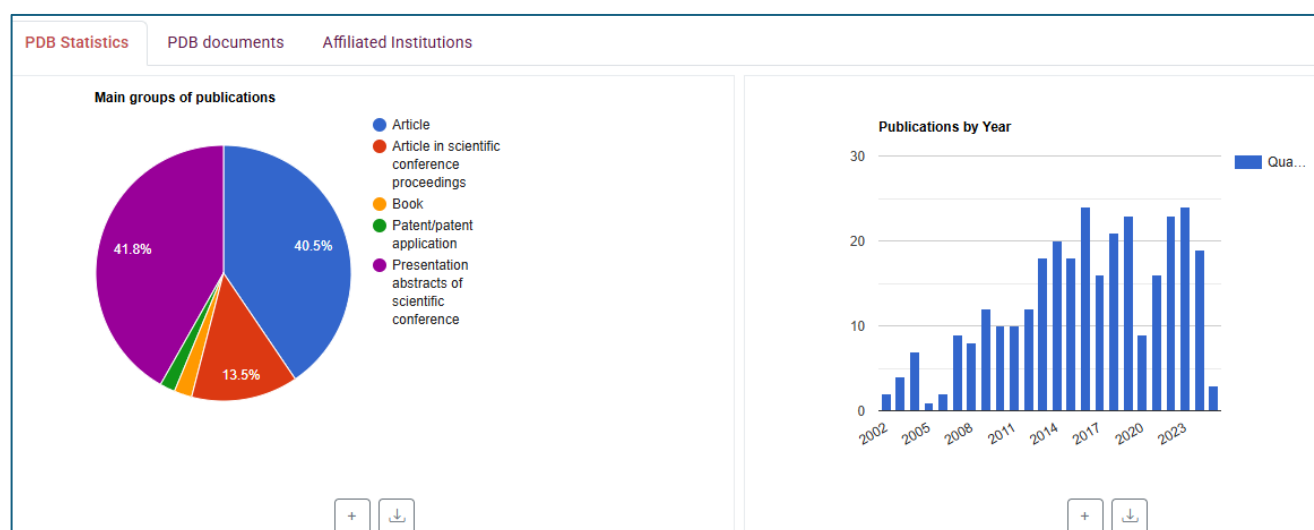 PDB Statistics
PDB documents
Affiliated Institutions
Main groups of publications
Article
Article in scientific
conference
proceedings
Book
Patent/patent
application
Presentation
abstracts of
scientific
conference
41.8%
40.5%
13.5%
+
Publications by Year
30
20
10
0
2002
2005
2008
2011
2014
2017
2020
2023
Qua...
+